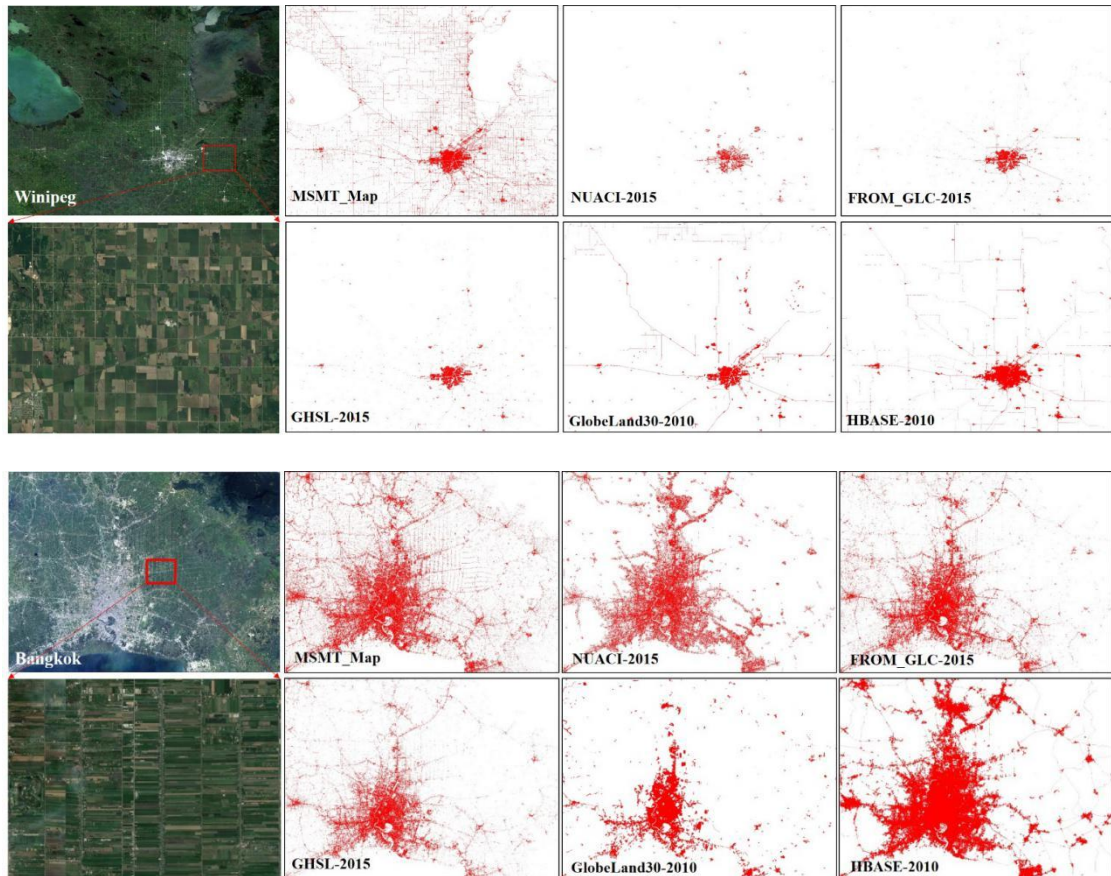 Winipeg
MSMT_Map
NUACI-2015
FROM_GLC-2015
GHSL-2015
GlobeLand30-2010
HBASE-2010
Bangkok
MSMT_Map
NUACI-2015
FROM_GLC-2015
GHSL-2015
GlobeLand30-2010
HBASE-2010